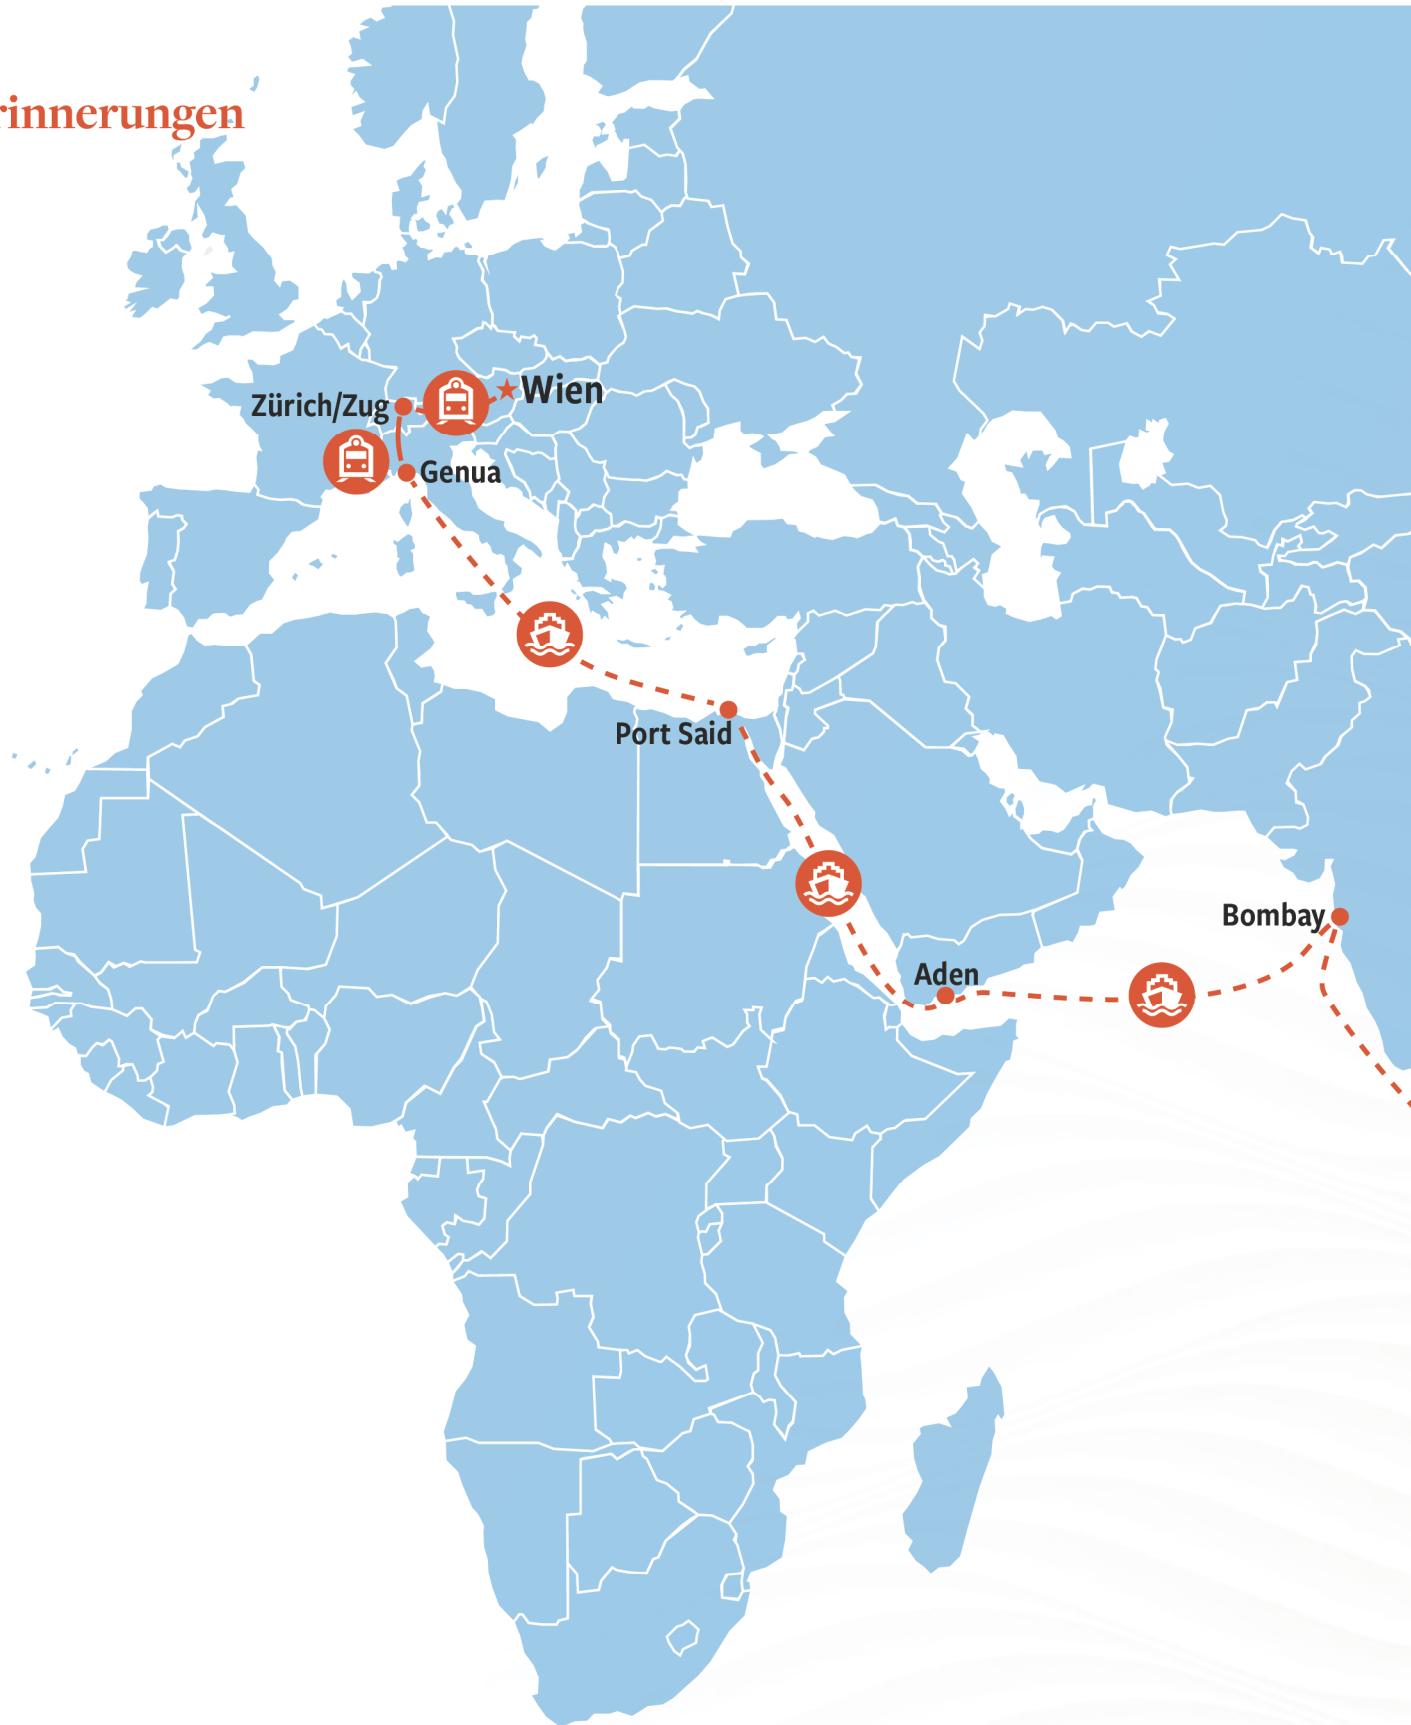 rinnerungen
Wien
Zürich/Zug
Genua
Port Said
Bombay
Aden